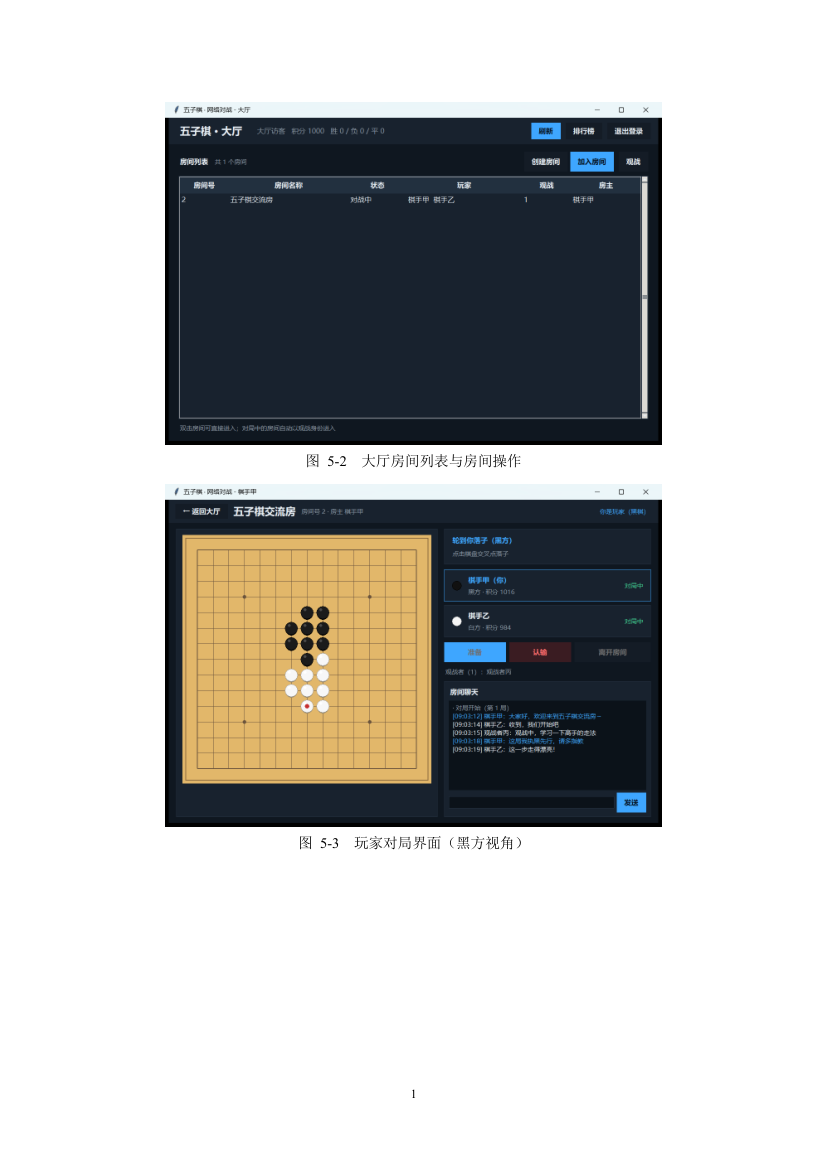 五子棋 · 网络对战 - 大厅
五子棋 · 大厅 大厅访客 积分 1000 胜 0 / 负 0 / 平 0 刷新 排行榜 退出登录
房间列表 共 1 个房间 创建房间 加入房间 观战
房间号 房间名称 状态 玩家 观战 房主
2 五子棋交流房 对战中 棋手甲 棋手乙 1 棋手甲
双击房间可直接进入；对局中的房间自动以观战身份进入
图 5-2 大厅房间列表与房间操作
五子棋 · 网络对战 - 棋手甲
← 返回大厅 五子棋交流房 房间号 2 · 房主 棋手甲 你是玩家（黑棋）
轮到你落子（黑方）
点击棋盘交叉点落子
棋手甲（你）
黑方 · 积分 1016
对局中
棋手乙
白方 · 积分 984
对局中
准备 认输 离开房间
观战者（1）：观战者丙
房间聊天
· 对局开始（第 1 局）
[09:03:12] 棋手甲：大家好，欢迎来到五子棋交流房～
[09:03:14] 棋手乙：收到，我们开始吧
[09:03:15] 观战者丙：观战中，学习一下高手的走法
[09:03:18] 棋手甲：这局我执黑先行，请多指教
[09:03:19] 棋手乙：这一步走得漂亮！
发送
图 5-3 玩家对局界面（黑方视角）
1